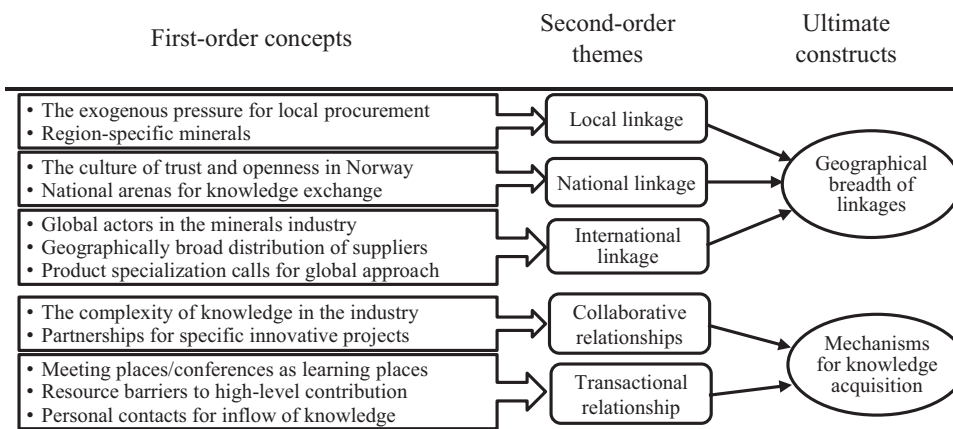 First-order concepts
Second-order
themes
Ultimate
constructs
• The exogenous pressure for local procurement
• Region-specific minerals
Local linkage
• The culture of trust and openness in Norway
• National arenas for knowledge exchange
National linkage
• Global actors in the minerals industry
• Geographically broad distribution of suppliers
• Product specialization calls for global approach
International
linkage
Geographical
breadth of
linkages
• The complexity of knowledge in the industry
• Partnerships for specific innovative projects
Collaborative
relationships
• Meeting places/conferences as learning places
• Resource barriers to high-level contribution
• Personal contacts for inflow of knowledge
Transactional
relationship
Mechanisms
for knowledge
acquisition